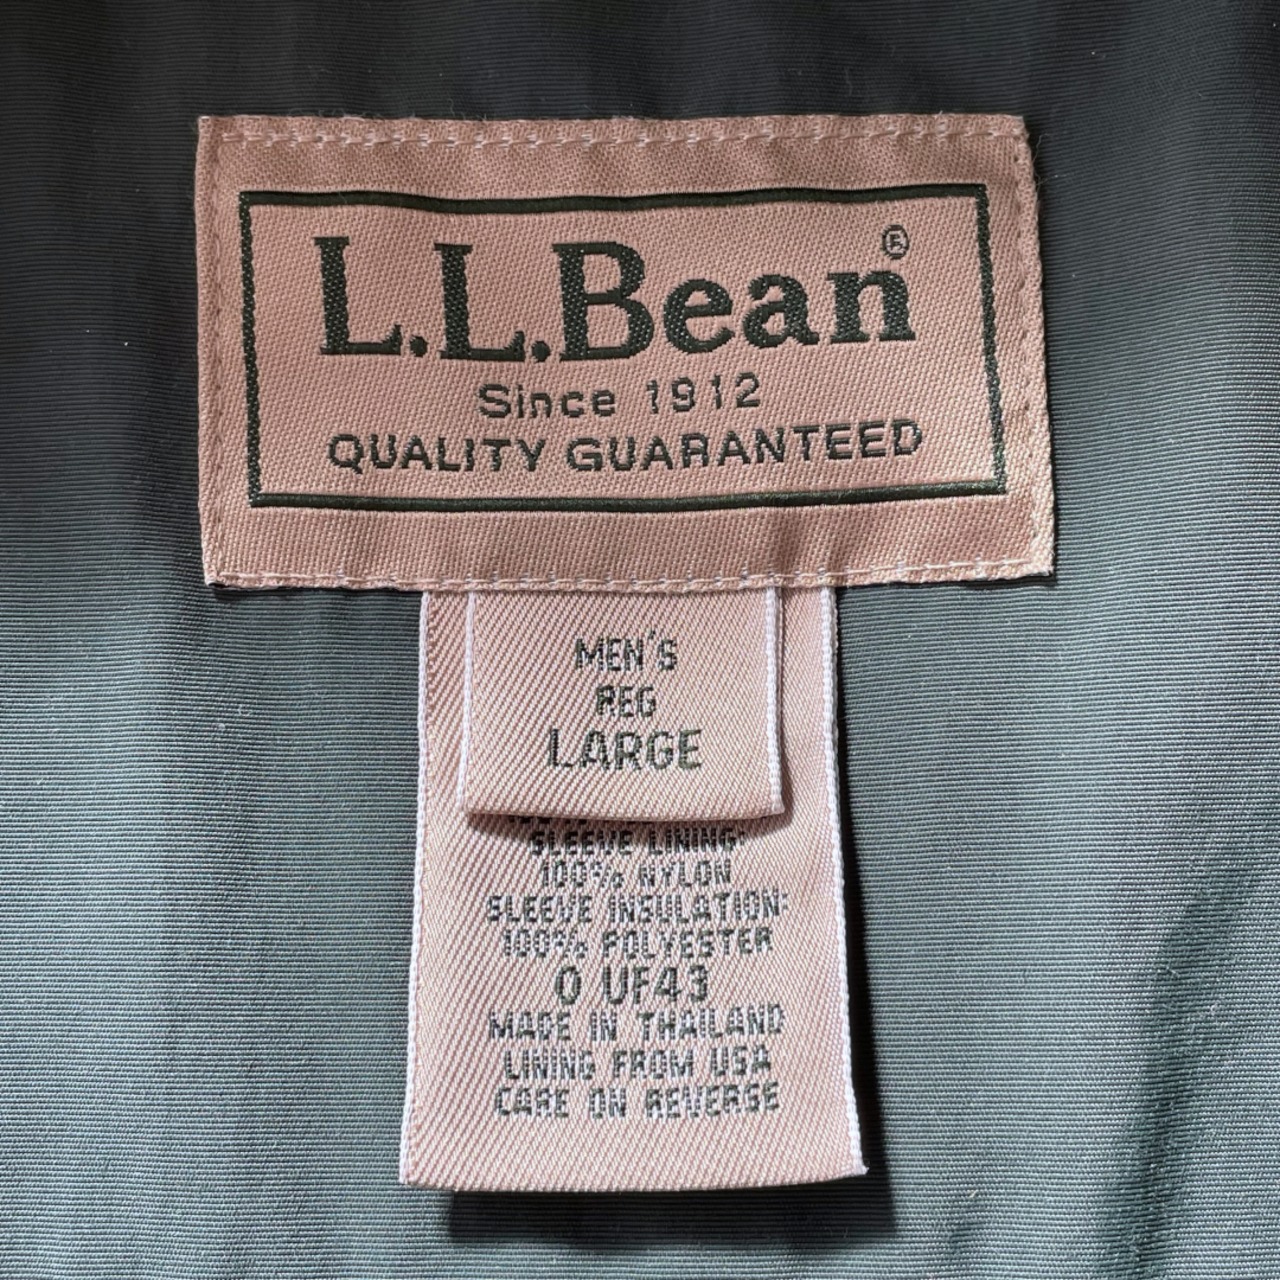 L.L.Bean®
Since 1912
QUALITY GUARANTEED
MEN'S
REG
LARGE
SLEEVE LINING:
100% NYLON
SLEEVE INSULATION:
100% POLYESTER
0 UF43
MADE IN THAILAND
LINING FROM USA
CARE ON REVERSE